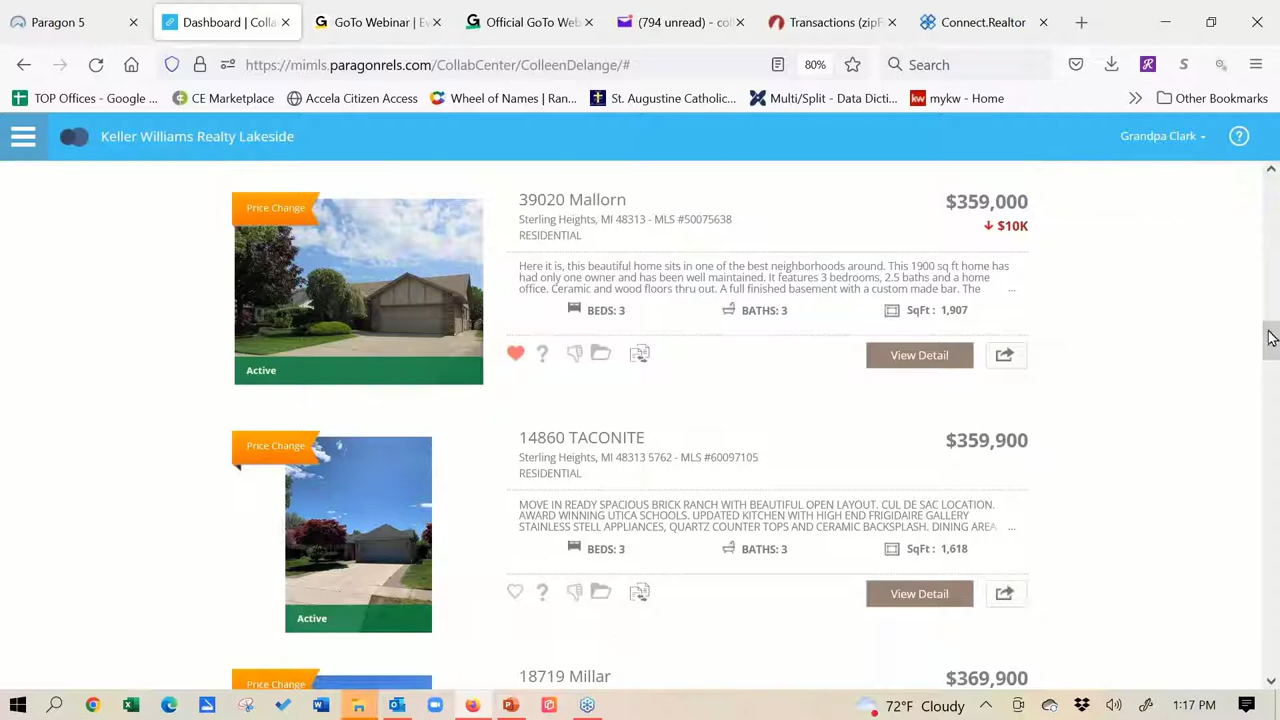 Paragon 5
Dashboard | Colla
GoTo Webinar | Ev
Official GoTo Web
(794 unread) - coll
Transactions (zipF
Connect.Realtor
https://mimls.paragonrels.com/CollabCenter/ColleenDelange/#
80%
Search
TOP Offices - Google ...
CE Marketplace
Accela Citizen Access
Wheel of Names | Ran...
St. Augustine Catholic...
Multi/Split - Data Dicti...
kw mykw - Home
Other Bookmarks
Keller Williams Realty Lakeside
Grandpa Clark
?
Price Change
39020 Mallorn
$359,000
Sterling Heights, MI 48313 - MLS #50075638
$10K
RESIDENTIAL
Here it is, this beautiful home sits in one of the best neighborhoods around. This 1900 sq ft home has
had only one owner and has been well maintained. It features 3 bedrooms, 2.5 baths and a home
office. Ceramic and wood floors thru out. A full finished basement with a custom made bar. The ...
BEDS: 3
BATHS: 3
SqFt : 1,907
Active
?
View Detail
Price Change
14860 TACONITE
$359,900
Sterling Heights, MI 48313 5762 - MLS #60097105
RESIDENTIAL
MOVE IN READY SPACIOUS BRICK RANCH WITH BEAUTIFUL OPEN LAYOUT. CUL DE SAC LOCATION.
AWARD WINNING UTICA SCHOOLS. UPDATED KITCHEN WITH HIGH END FRIGIDAIRE GALLERY
STAINLESS STELL APPLIANCES, QUARTZ COUNTER TOPS AND CERAMIC BACKSPLASH. DINING AREA ...
BEDS: 3
BATHS: 3
SqFt : 1,618
?
View Detail
Active
Price Change
18719 Millar
$369,900
72°F Cloudy
1:17 PM